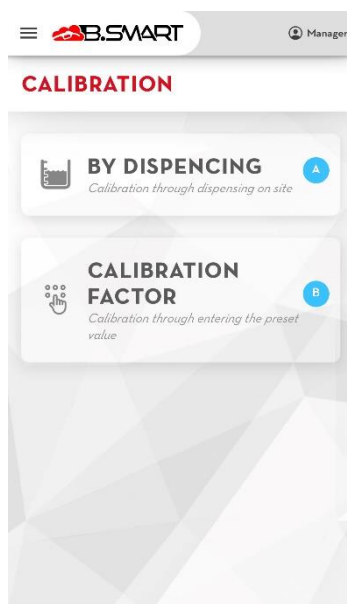 B.SMART
Manager
CALIBRATION
BY DISPENCING
A
Calibration through dispensing on site
CALIBRATION
FACTOR
B
Calibration through entering the preset
value